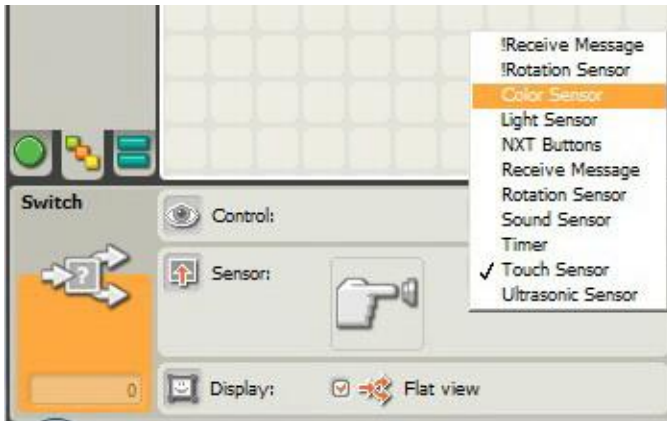 !Receive Message
!Rotation Sensor
Color Sensor
Light Sensor
NXT Buttons
Receive Message
Rotation Sensor
Sound Sensor
Timer
✓ Touch Sensor
Ultrasonic Sensor
Switch
Control:
Sensor:
?
0
Display:
Flat view